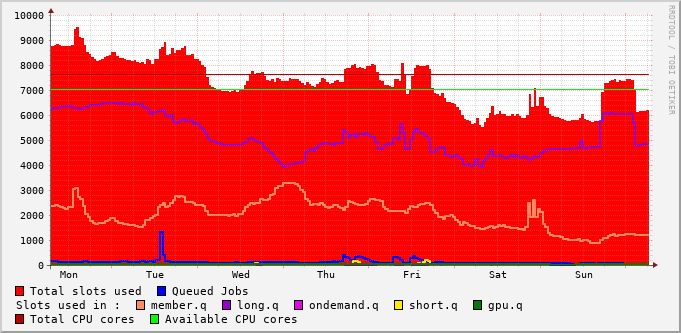 10000
9000
8000
7000
6000
5000
4000
3000
2000
1000
0
Mon Tue Wed Thu Fri Sat Sun
RRDTOOL / TOBI OETIKER
Total slots used Queued Jobs
Slots used in : member.q long.q ondemand.q short.q gpu.q
Total CPU cores Available CPU cores